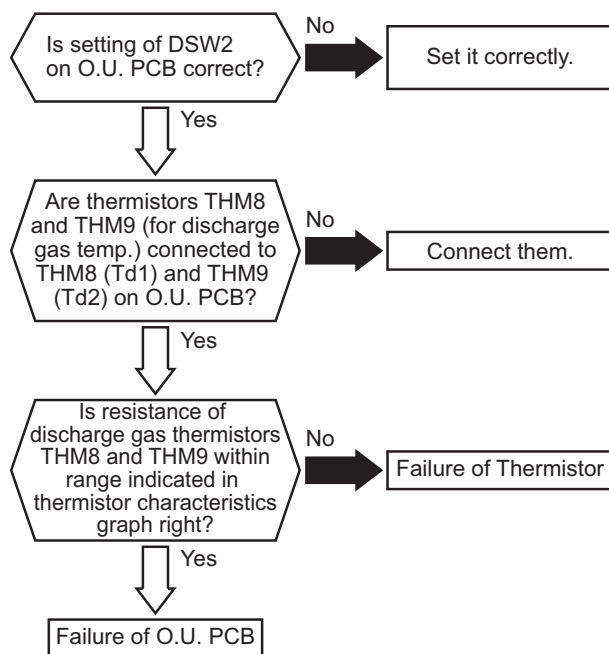 Is setting of DSW2
on O.U. PCB correct?
No
Set it correctly.
Yes
Are thermistors THM8
and THM9 (for discharge
gas temp.) connected to
THM8 (Td1) and THM9
(Td2) on O.U. PCB?
No
Connect them.
Yes
Is resistance of
discharge gas thermistors
THM8 and THM9 within
range indicated in
thermistor characteristics
graph right?
No
Failure of Thermistor
Yes
Failure of O.U. PCB